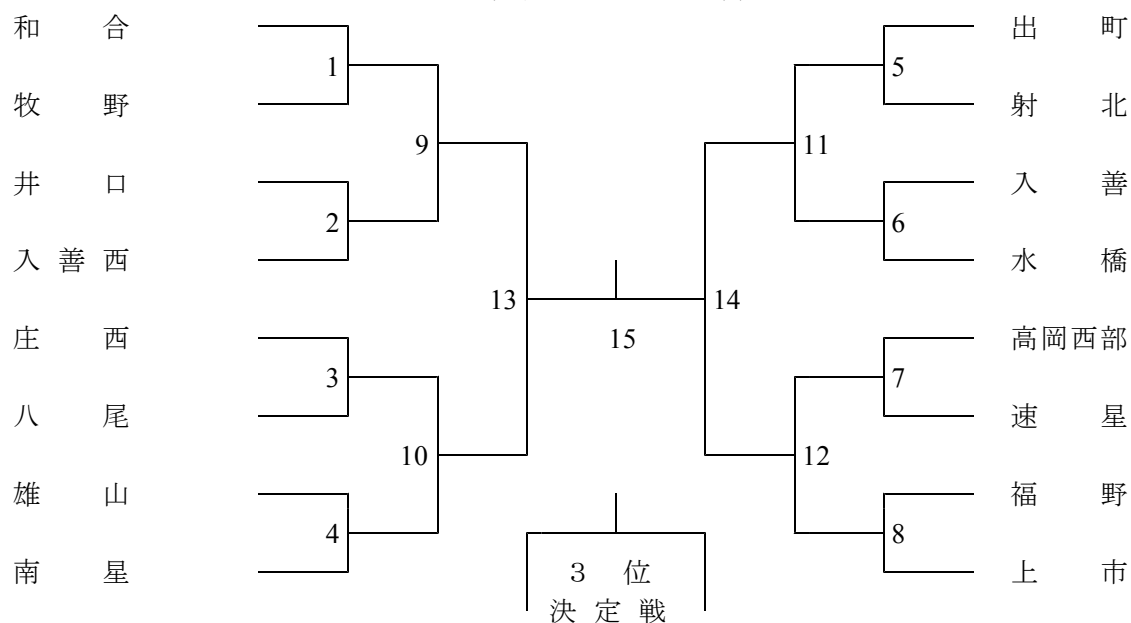 和合
1
牧野
9
井口
2
入善西
13
庄西
3
八尾
10
雄山
4
南星
15
3位
決定戦
出町
5
射北
11
入善
6
水橋
14
高岡西部
7
速星
12
福野
8
上市